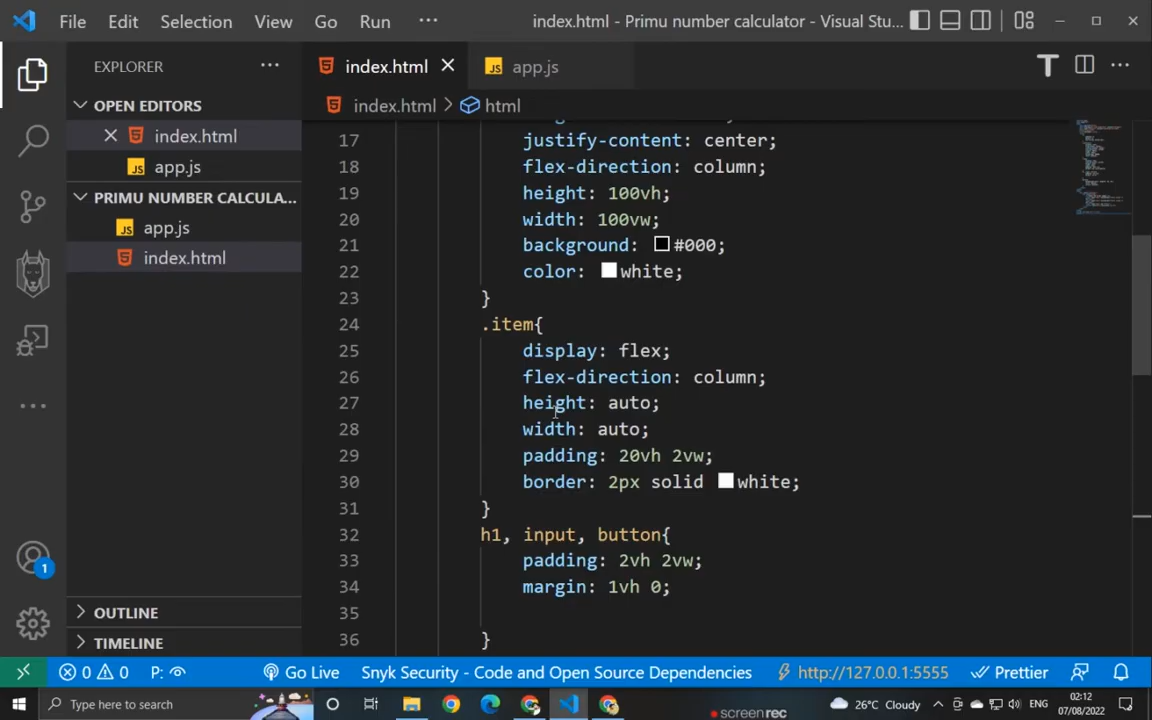 File Edit Selection View Go Run ··· index.html - Primu number calculator - Visual Stu...
EXPLORER ··· index.html app.js
OPEN EDITORS
index.html > html
index.html
app.js
PRIMU NUMBER CALCULA...
app.js
index.html
17 justify-content: center;
18 flex-direction: column;
19 height: 100vh;
20 width: 100vw;
21 background: #000;
22 color: white;
23 }
24 .item{
25 display: flex;
26 flex-direction: column;
27 height: auto;
28 width: auto;
29 padding: 20vh 2vw;
30 border: 2px solid white;
31 }
32 h1, input, button{
33 padding: 2vh 2vw;
34 margin: 1vh 0;
35
36 }
1
OUTLINE
TIMELINE
0 0 P: Go Live Snyk Security - Code and Open Source Dependencies http://127.0.0.1:5555 Prettier
Type here to search 26°C Cloudy ENG 02:12
07/08/2022
screenrec